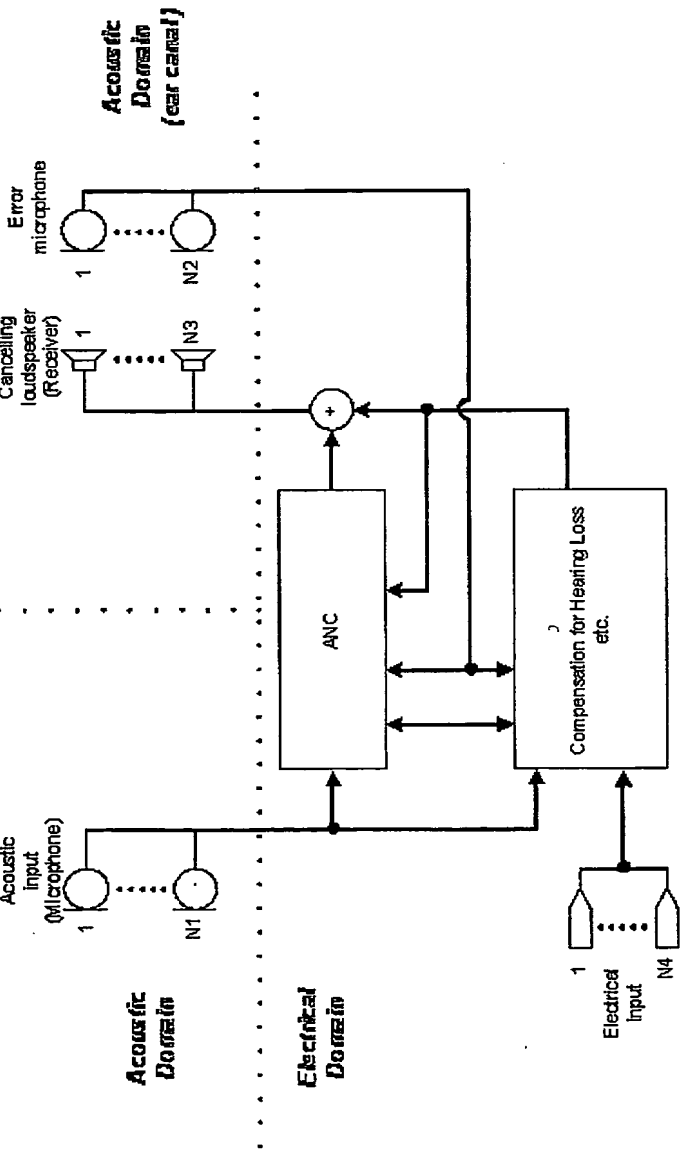 Acoustic
Input
(Microphone)
1
N1
Cancelling
loudspeaker
(Receiver)
1
N3
Error
microphone
1
N2
Acoustic
Domain
Acoustic
Domain
(ear canal)
Electrical
Domain
ANC
+
Compensation for Hearing Loss
etc.
1
Electrical
Input
N4